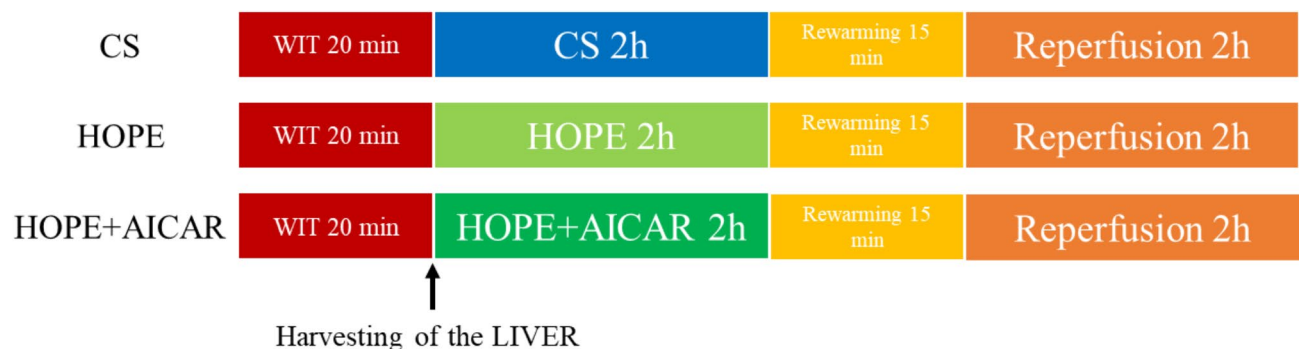 CS WIT 20 min CS 2h Rewarming 15 min Reperfusion 2h
HOPE WIT 20 min HOPE 2h Rewarming 15 min Reperfusion 2h
HOPE+AICAR WIT 20 min HOPE+AICAR 2h Rewarming 15 min Reperfusion 2h
Harvesting of the LIVER